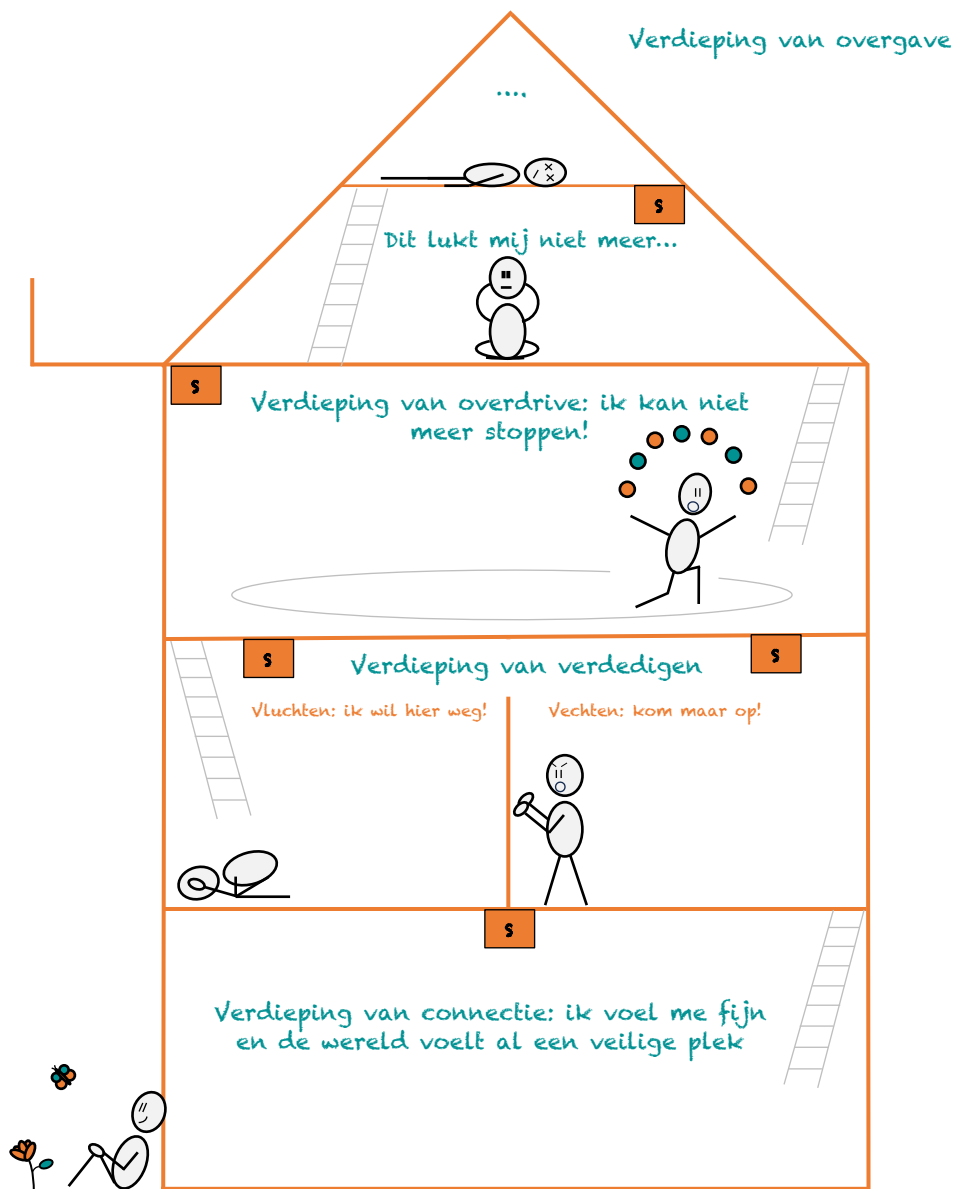 Verdieping van overgave
....
S
Dit lukt mij niet meer...
S
Verdieping van overdrive: ik kan niet
meer stoppen!
S
S
Verdieping van verdedigen
Vluchten: ik wil hier weg!
Vechten: kom maar op!
S
Verdieping van connectie: ik voel me fijn
en de wereld voelt al een veilige plek